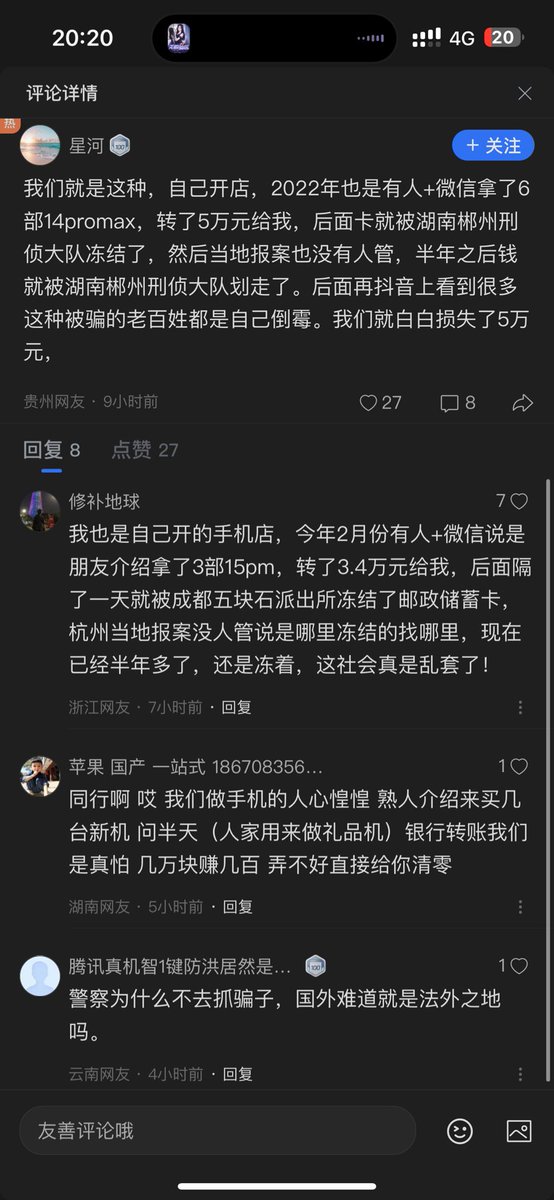 20:20
4G
20
评论详情
热
星河
100
+ 关注
我们就是这种，自己开店，2022年也是有人+微信拿了6
部14promax，转了5万元给我，后面卡就被湖南郴州刑
侦大队冻结了，然后当地报案也没有人管，半年之后钱
就被湖南郴州刑侦大队划走了。后面再抖音上看到很多
这种被骗的老百姓都是自己倒霉。我们就白白损失了5万
元，
贵州网友 · 9小时前
27
8
回复 8
点赞 27
修补地球
7
我也是自己开的手机店，今年2月份有人+微信说是
朋友介绍拿了3部15pm，转了3.4万元给我，后面隔
了一天就被成都五块石派出所冻结了邮政储蓄卡，
杭州当地报案没人管说是哪里冻结的找哪里，现在
已经半年多了，还是冻着，这社会真是乱套了！
浙江网友 · 7小时前 · 回复
苹果 国产 一站式 186708356...
1
同行啊 哎 我们做手机的人心惶惶 熟人介绍来买几
台新机 问半天（人家用来做礼品机）银行转账我们
是真怕 几万块赚几百 弄不好直接给你清零
湖南网友 · 5小时前 · 回复
腾讯真机智1键防洪居然是...
100
1
警察为什么不去抓骗子，国外难道就是法外之地
吗。
云南网友 · 4小时前 · 回复
友善评论哦